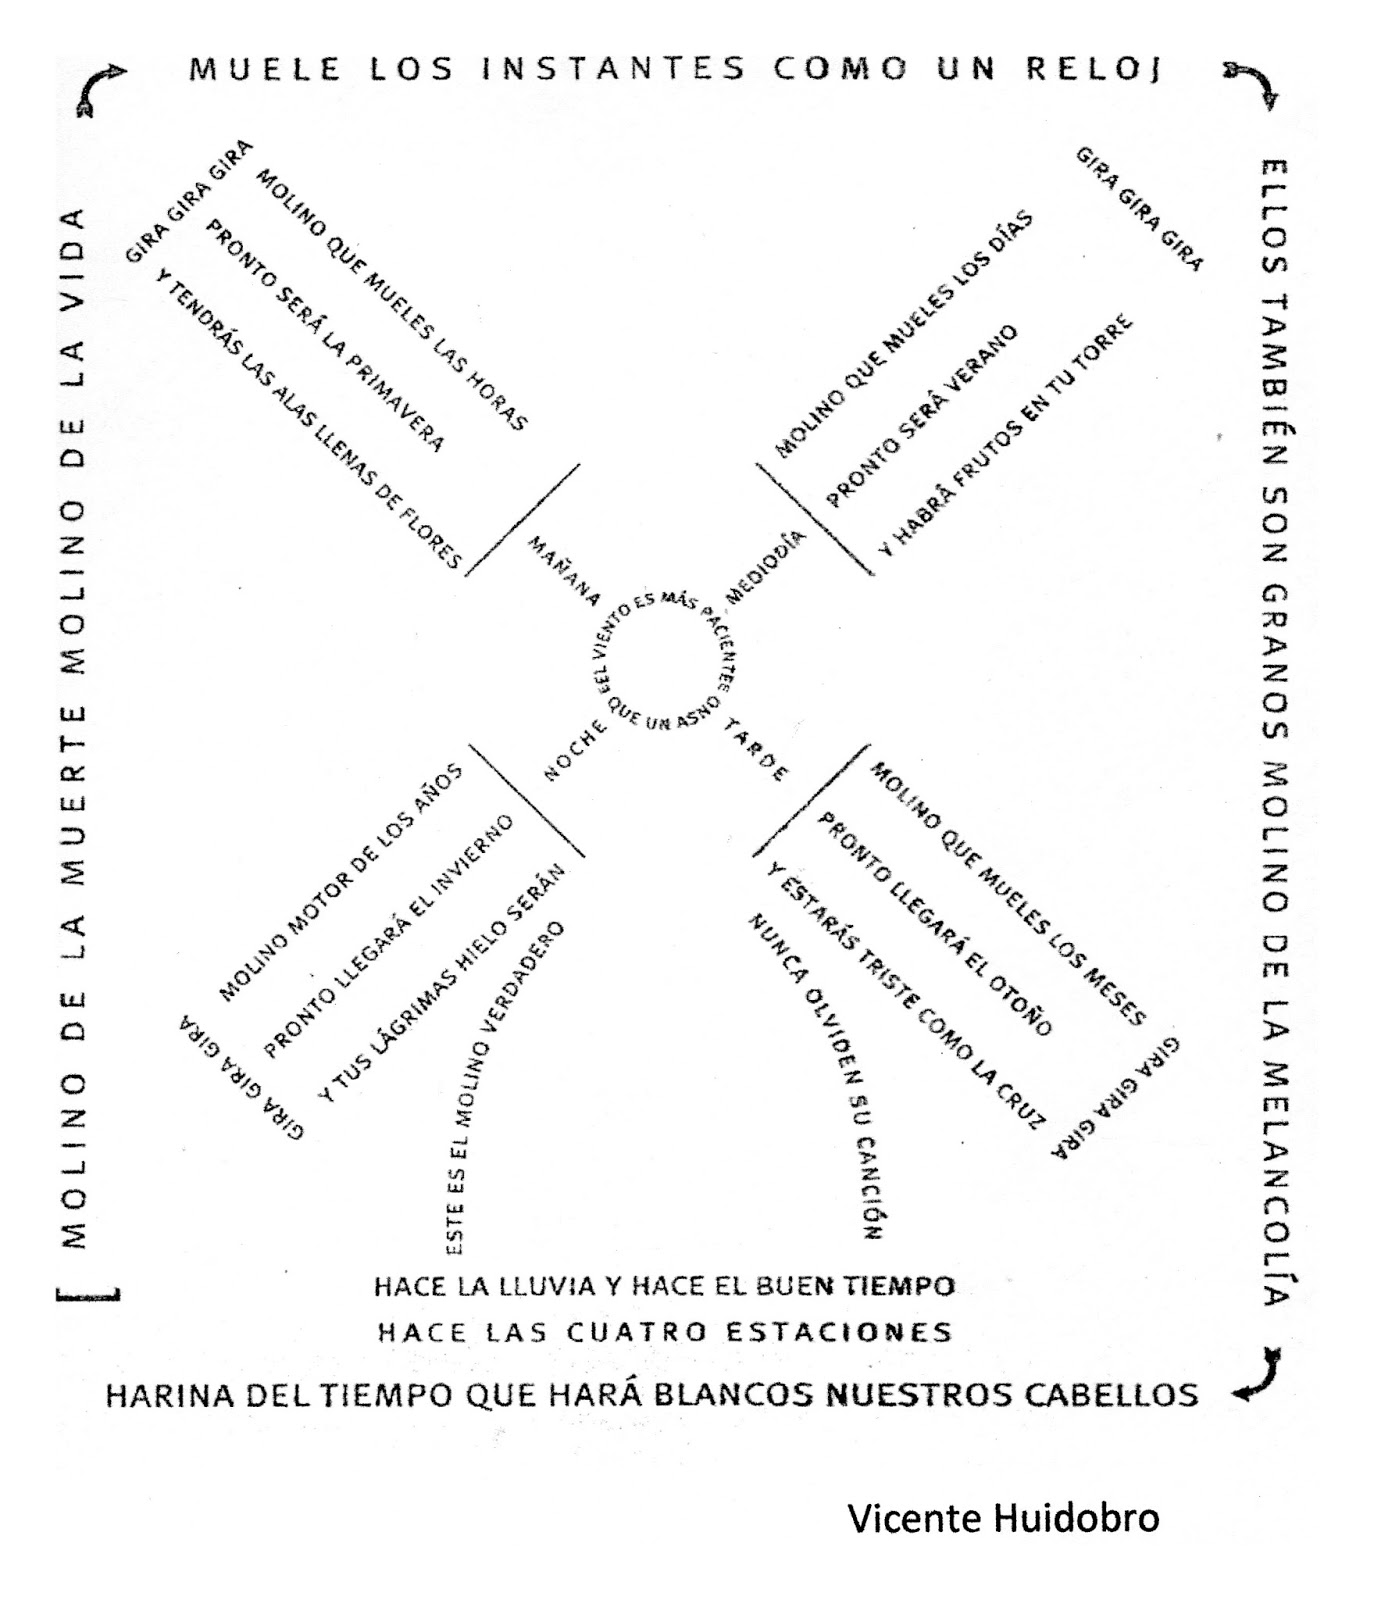 MOLINO DE LA MUERTE MOLINO DE LA VIDA
MUELE LOS INSTANTES COMO UN RELOJ
ELLOS TAMBIÉN SON GRANOS MOLINO DE LA MELANCOLÍA
HARINA DEL TIEMPO QUE HARÁ BLANCOS NUESTROS CABELLOS
GIRA GIRA GIRA
MOLINO QUE MUELES LAS HORAS
PRONTO SERÁ LA PRIMAVERA
Y TENDRÁS LAS ALAS LLENAS DE FLORES
MAÑANA
GIRA GIRA GIRA
MOLINO QUE MUELES LOS DÍAS
PRONTO SERÁ VERANO
Y HABRÁ FRUTOS EN TU TORRE
MEDIODÍA
GIRA GIRA GIRA
MOLINO QUE MUELES LOS MESES
PRONTO LLEGARÁ EL OTOÑO
Y ESTARÁS TRISTE COMO LA CRUZ
TARDE
GIRA GIRA GIRA
MOLINO MOTOR DE LOS AÑOS
PRONTO LLEGARÁ EL INVIERNO
Y TUS LÁGRIMAS HIELO SERÁN
NOCHE
EL VIENTO ES MÁS PACIENTE
QUE UN ASNO
ESTE ES EL MOLINO VERDADERO
NUNCA OLVIDEN SU CANCIÓN
HACE LA LLUVIA Y HACE EL BUEN TIEMPO
HACE LAS CUATRO ESTACIONES
Vicente Huidobro